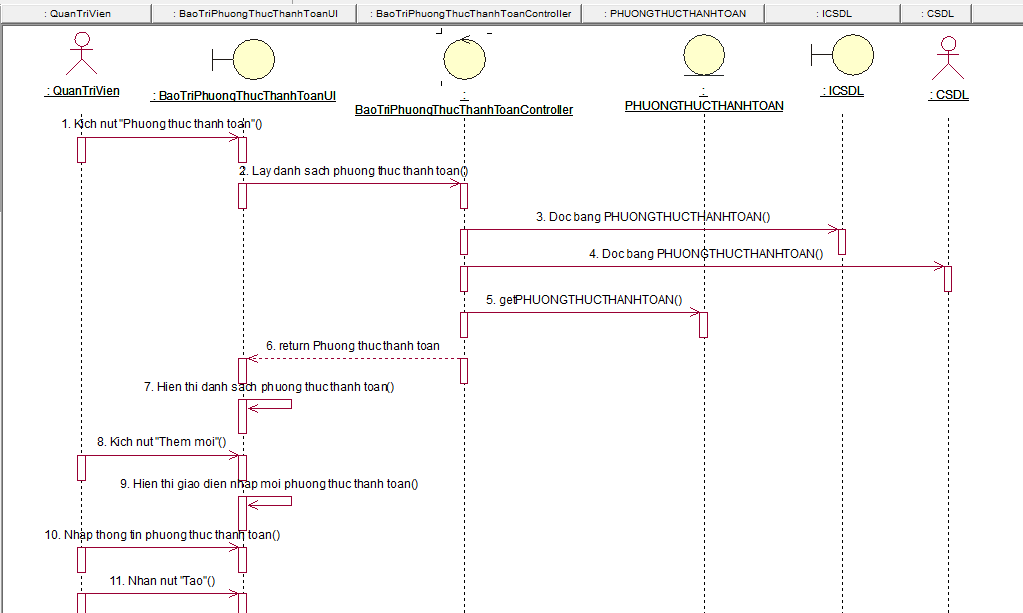 : QuanTriVien
: BaoTriPhuongThucThanhToanUI
: BaoTriPhuongThucThanhToanController
: PHUONGTHUCTHANHTOAN
: ICSDL
: CSDL
: QuanTriVien
: BaoTriPhuongThucThanhToanUI
:
BaoTriPhuongThucThanhToanController
:
PHUONGTHUCTHANHTOAN
: ICSDL
: CSDL
1. Kich nut "Phuong thuc thanh toan"()
2. Lay danh sach phuong thuc thanh toan()
3. Doc bang PHUONGTHUCTHANHTOAN()
4. Doc bang PHUONGTHUCTHANHTOAN()
5. getPHUONGTHUCTHANHTOAN()
6. return Phuong thuc thanh toan
7. Hien thi danh sach phuong thuc thanh toan()
8. Kich nut "Them moi"()
9. Hien thi giao dien nhap moi phuong thuc thanh toan()
10. Nhap thong tin phuong thuc thanh toan()
11. Nhan nut "Tao"()